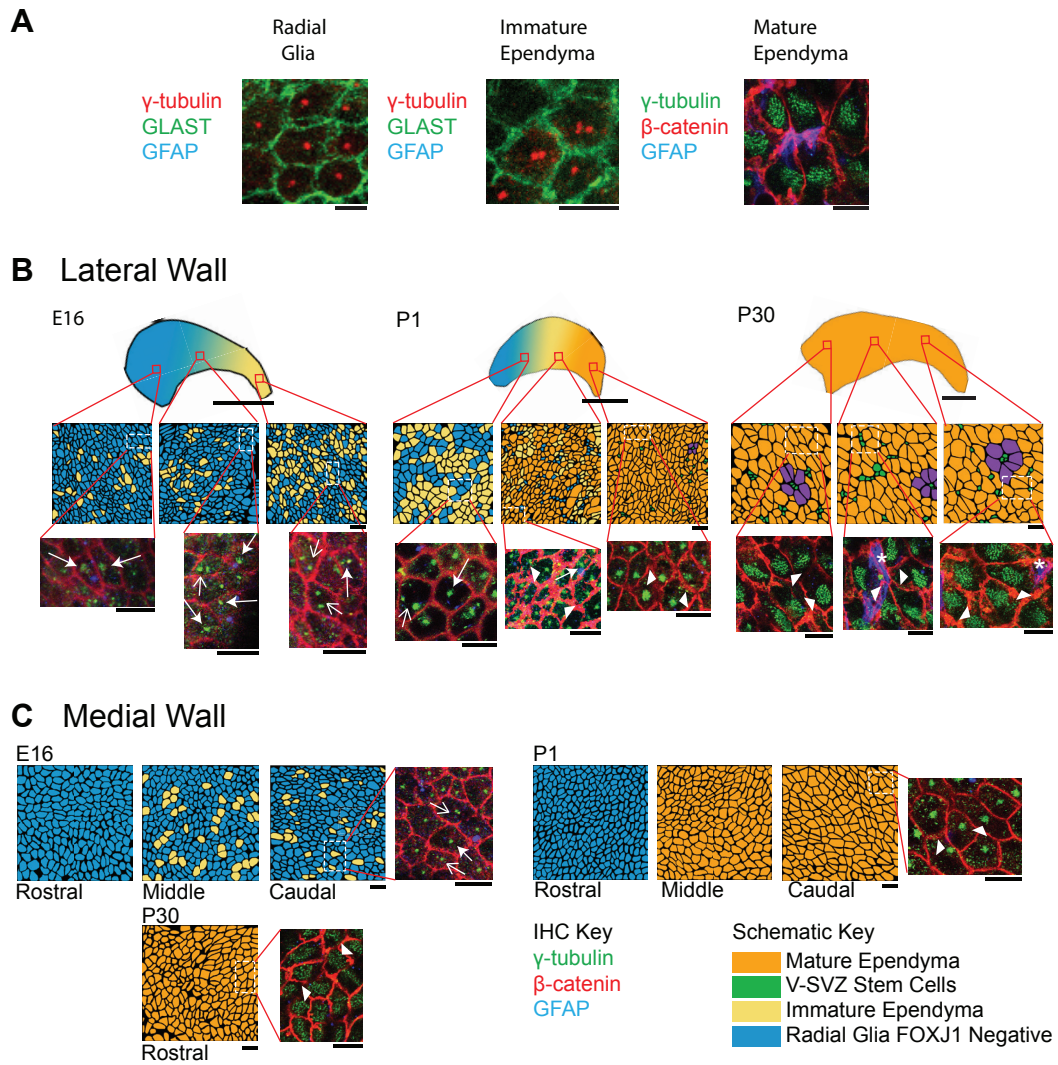 A
Radial
Glia
Immature
Ependyma
Mature
Ependyma
γ-tubulin
GLAST
GFAP
γ-tubulin
GLAST
GFAP
γ-tubulin
β-catenin
GFAP
B Lateral Wall
E16
P1
P30
*
*
C Medial Wall
E16
P1
Rostral
Middle
Caudal
Rostral
Middle
Caudal
P30
Rostral
IHC Key
γ-tubulin
β-catenin
GFAP
Schematic Key
Mature Ependyma
V-SVZ Stem Cells
Immature Ependyma
Radial Glia FOXJ1 Negative